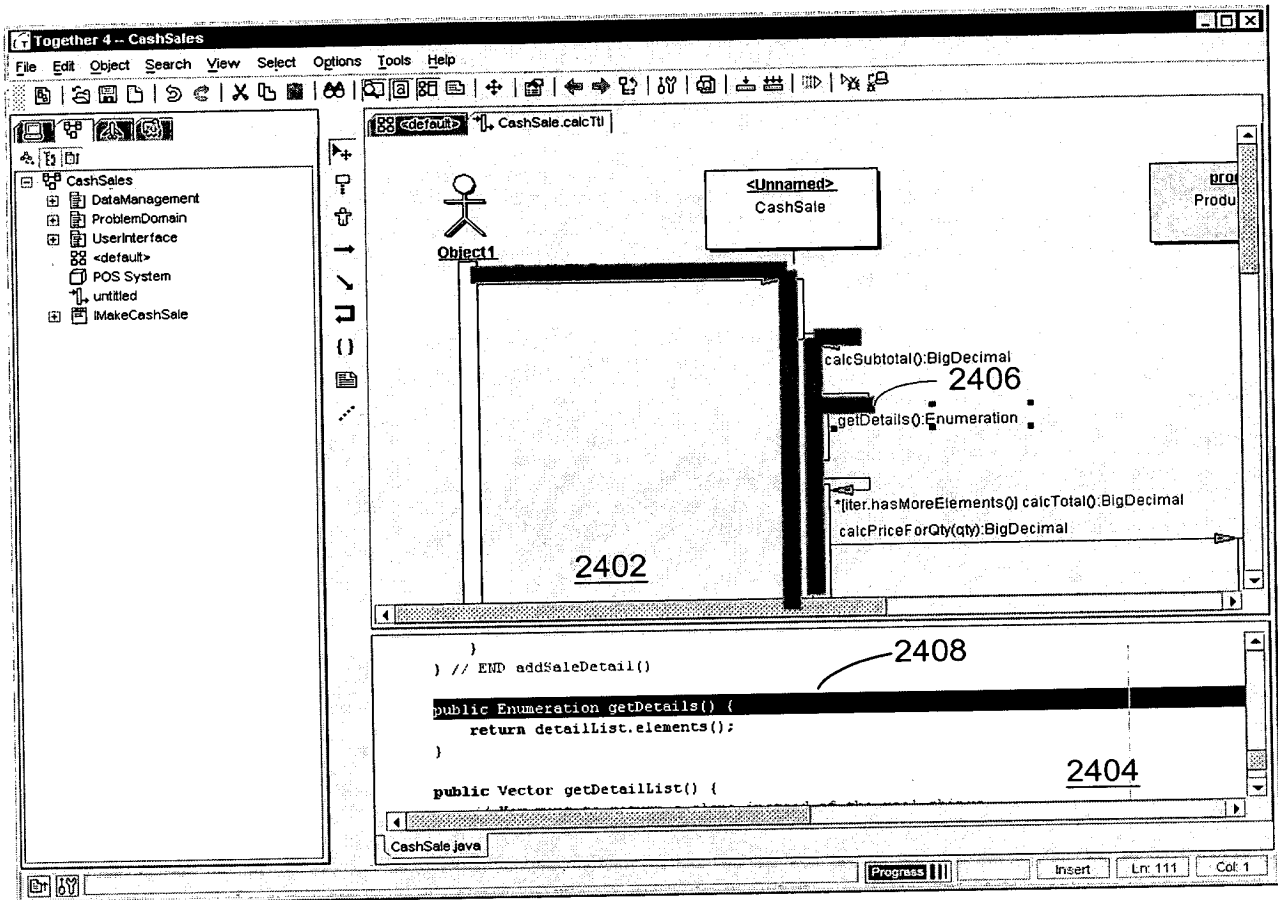 Together 4 -- CashSales
File Edit Object Search View Select Options Tools Help
<default> CashSale.calcTtl
CashSales
DataManagement
ProblemDomain
UserInterface
<default>
POS System
untitled
IMakeCashSale
Object1
<Unnamed>
CashSale
Produ
calcSubtotal():BigDecimal
2406
getDetails():Enumeration
*[iter.hasMoreElements()] calcTotal():BigDecimal
calcPriceForQty(qty):BigDecimal
2402
}
} // END addSaleDetail()
2408
public Enumeration getDetails() {
return detailList.elements();
}
2404
public Vector getDetailList() {
CashSale.java
Progress
Insert
Ln: 111
Col: 1